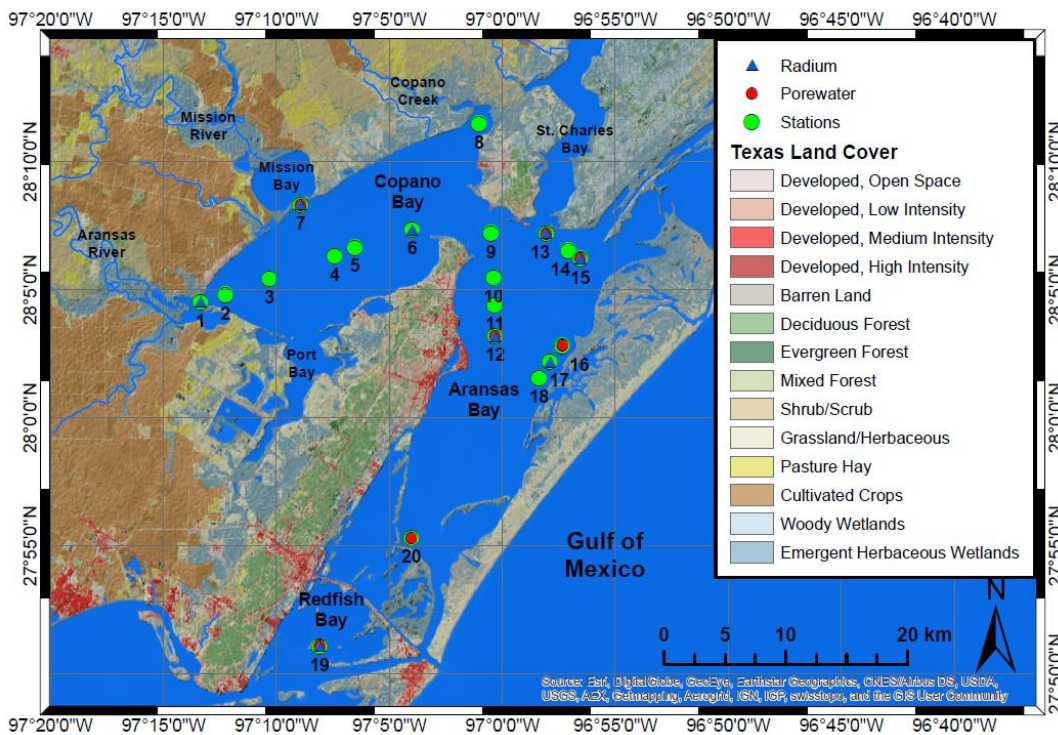 97°20'0"W 97°15'0"W 97°10'0"W 97°5'0"W 97°0'0"W 96°55'0"W 96°50'0"W 96°45'0"W 96°40'0"W
28°10'0"N
28°5'0"N
28°0'0"N
27°55'0"N
27°50'0"N
Copano
Creek
Mission
River
St. Charles
Bay
8
Mission
Bay
Copano
Bay
7
Aransas
River
6
9
13
5
4
14
15
3
10
1
2
11
12
Port
Bay
16
Aransas
Bay
17
18
20
Gulf of
Mexico
Redfish
Bay
19
Radium
Porewater
Stations
Texas Land Cover
Developed, Open Space
Developed, Low Intensity
Developed, Medium Intensity
Developed, High Intensity
Barren Land
Deciduous Forest
Evergreen Forest
Mixed Forest
Shrub/Scrub
Grassland/Herbaceous
Pasture Hay
Cultivated Crops
Woody Wetlands
Emergent Herbaceous Wetlands
N
0 5 10 20 km
Source: Esri, DigitalGlobe, GeoEye, Earthstar Geographics, CNES/Airbus DS, USDA,
USGS, AEX, Getmapping, Aerogrid, IGN, IGP, swisstopo, and the GIS User Community
28°10'0"N
28°5'0"N
28°0'0"N
27°55'0"N
27°50'0"N
97°20'0"W 97°15'0"W 97°10'0"W 97°5'0"W 97°0'0"W 96°55'0"W 96°50'0"W 96°45'0"W 96°40'0"W